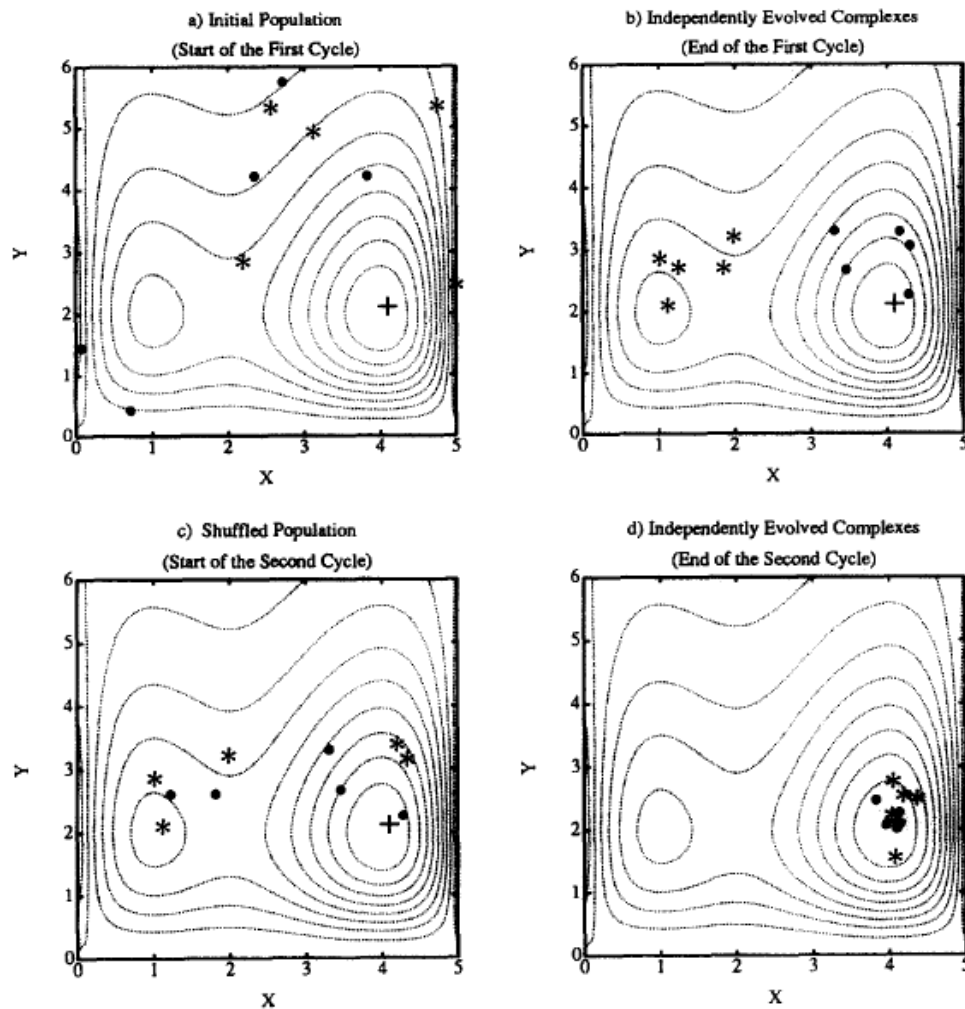 a) Initial Population
(Start of the First Cycle)
6
5
4
3
2
1
0
Y
0 1 2 3 4 5
X
b) Independently Evolved Complexes
(End of the First Cycle)
6
5
4
3
2
1
0
Y
0 1 2 3 4 5
X
c) Shuffled Population
(Start of the Second Cycle)
6
5
4
3
2
1
0
Y
0 1 2 3 4 5
X
d) Independently Evolved Complexes
(End of the Second Cycle)
6
5
4
3
2
1
0
Y
0 1 2 3 4 5
X